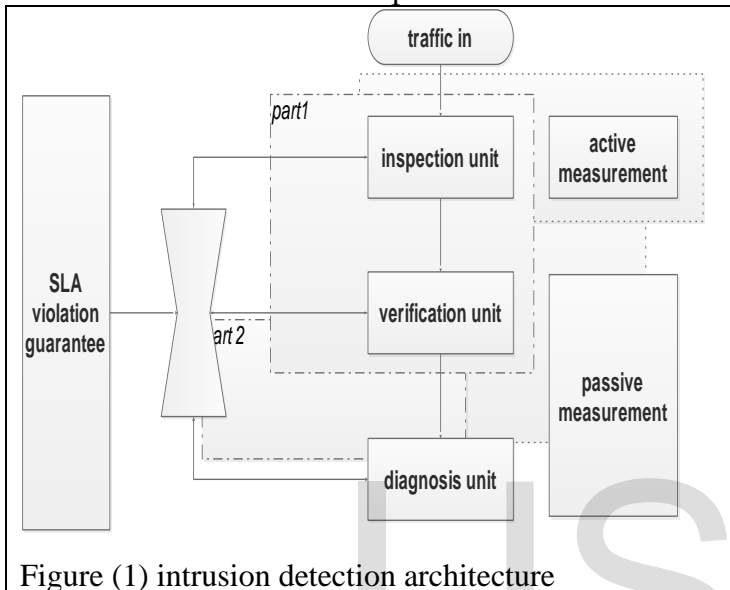 traffic in
part1
inspection unit
active
measurement
SLA
violation
guarantee
verification unit
art 2
passive
measurement
diagnosis unit
Figure (1) intrusion detection architecture